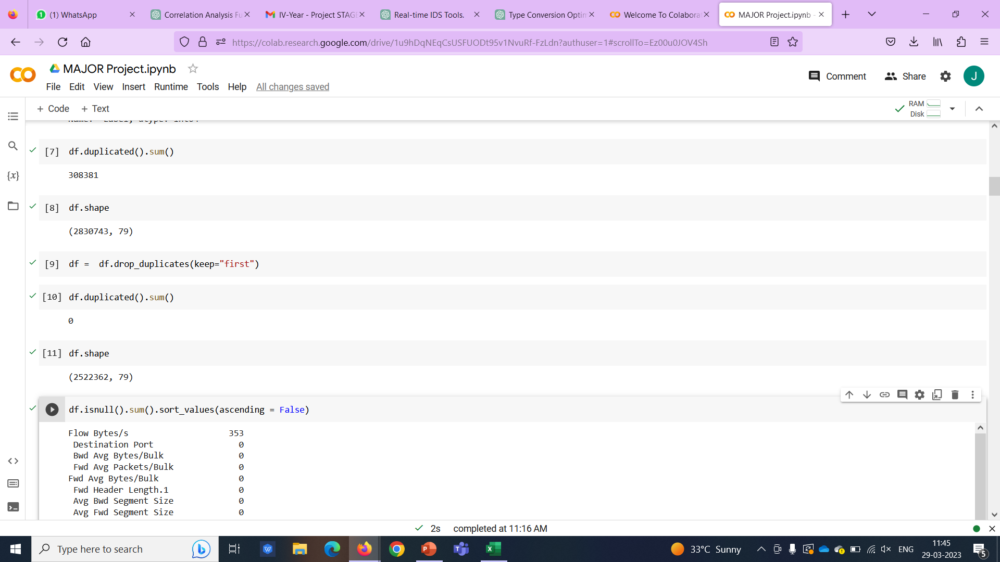 (1) WhatsApp
Correlation Analysis Fu
IV-Year - Project STAG
Real-time IDS Tools.
Type Conversion Optin
Welcome To Colabora
MAJOR Project.ipynb -
https://colab.research.google.com/drive/1u9hDqNEqCsUSFUODt95v1NvuRf-FzLdn?authuser=1#scrollTo=Ez00u0JOV4Sh
MAJOR Project.ipynb
Comment
Share
J
File Edit View Insert Runtime Tools Help All changes saved
+ Code + Text
RAM
Disk
[7] df.duplicated().sum()
308381
[8] df.shape
(2830743, 79)
[9] df =  df.drop_duplicates(keep="first")
[10] df.duplicated().sum()
0
[11] df.shape
(2522362, 79)
df.isnull().sum().sort_values(ascending = False)
Flow Bytes/s 353
Destination Port 0
Bwd Avg Bytes/Bulk 0
Fwd Avg Packets/Bulk 0
Fwd Avg Bytes/Bulk 0
Fwd Header Length.1 0
Avg Bwd Segment Size 0
Avg Fwd Segment Size 0
2s completed at 11:16 AM
Type here to search
33°C Sunny
ENG
11:45
29-03-2023
5